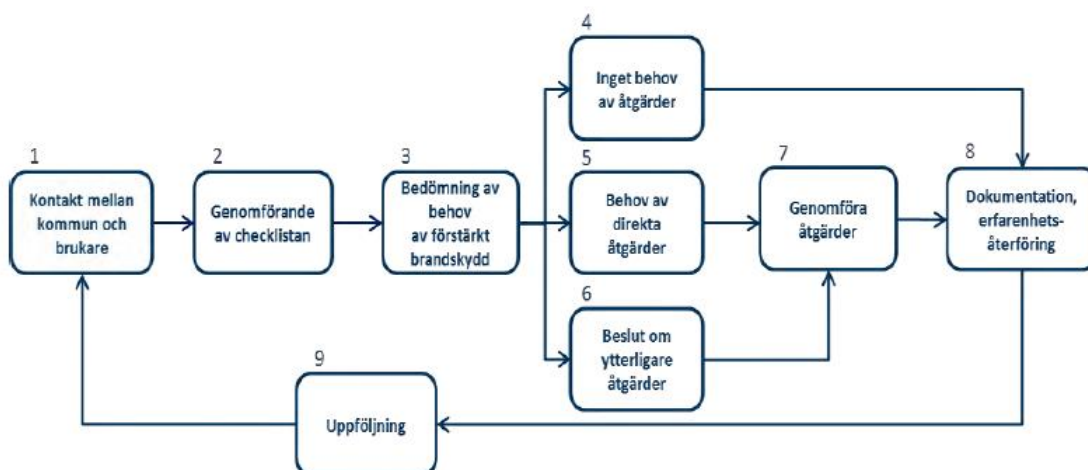 1
Kontakt mellan
kommun och
brukare
2
Genomförande
av checklistan
3
Bedömning av
behov
av förstärkt
brandskydd
4
Inget behov
av åtgärder
5
Behov av
direkta
åtgärder
6
Beslut om
ytterligare
åtgärder
7
Genomföra
åtgärder
8
Dokumentation,
erfarenhets-
återföring
9
Uppföljning